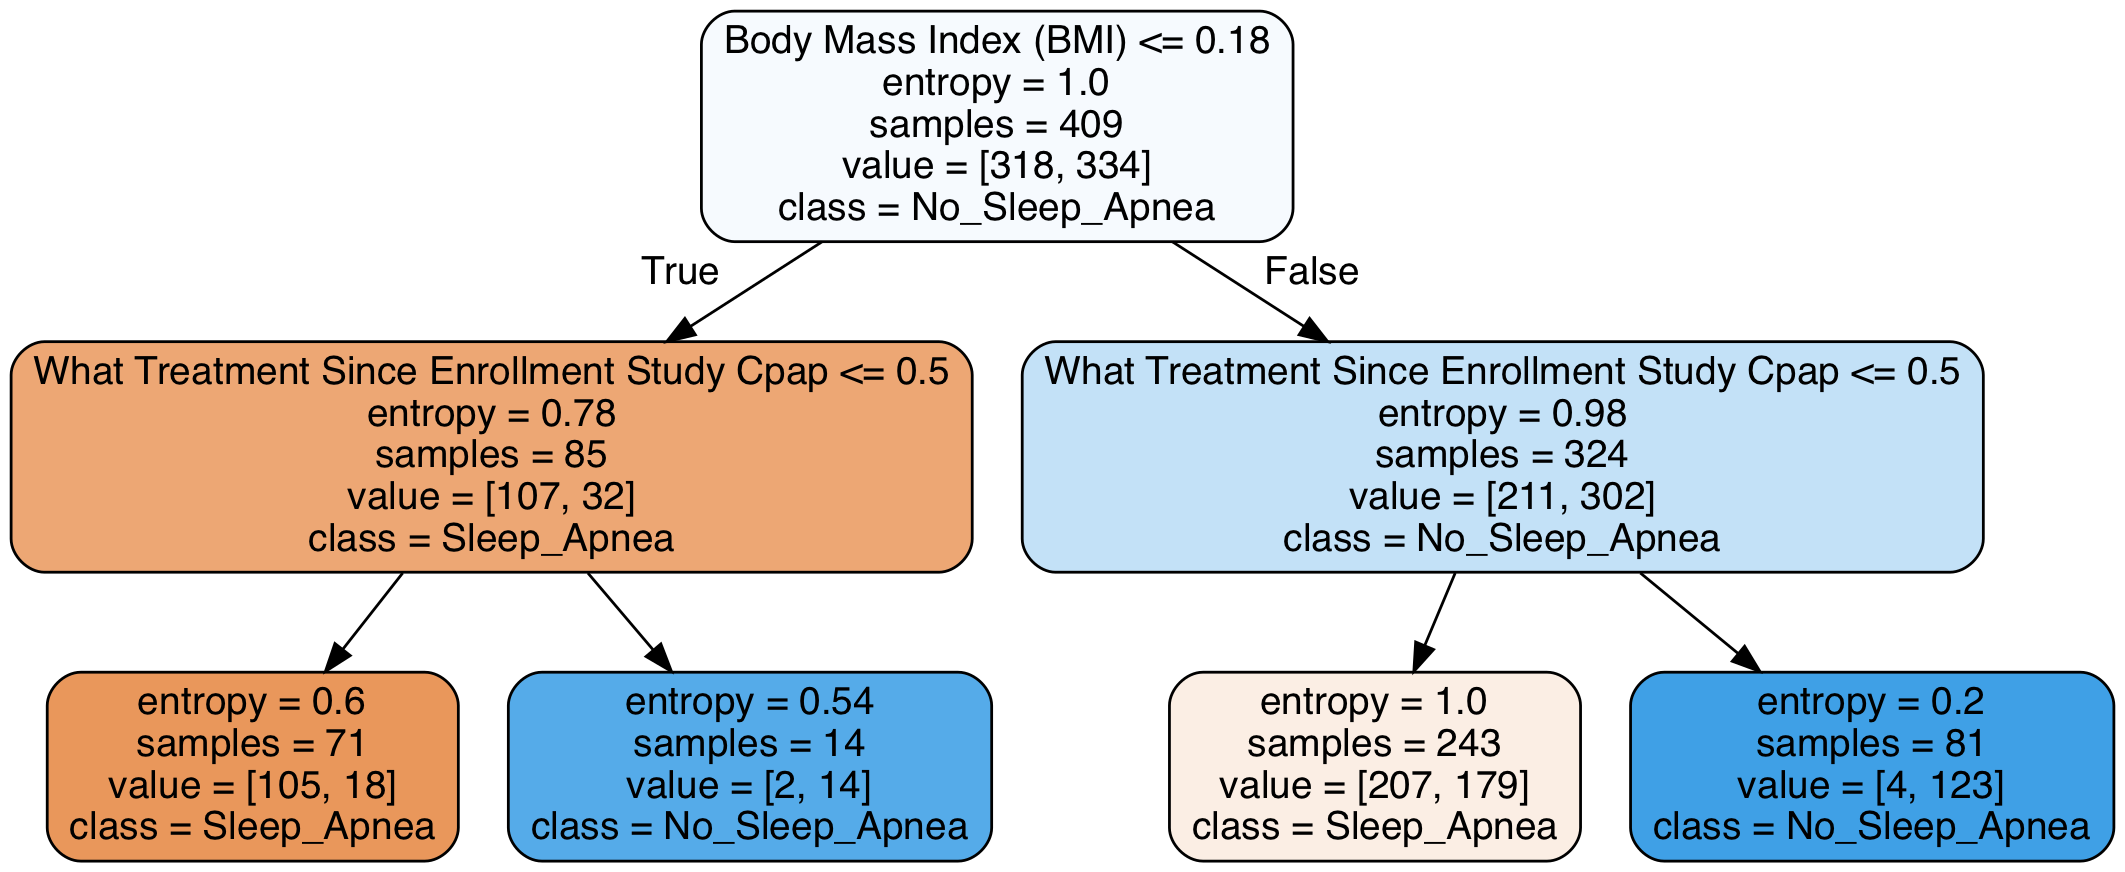 Body Mass Index (BMI) <= 0.18
entropy = 1.0
samples = 409
value = [318, 334]
class = No_Sleep_Apnea
True
False
What Treatment Since Enrollment Study Cpap <= 0.5
entropy = 0.78
samples = 85
value = [107, 32]
class = Sleep_Apnea
What Treatment Since Enrollment Study Cpap <= 0.5
entropy = 0.98
samples = 324
value = [211, 302]
class = No_Sleep_Apnea
entropy = 0.6
samples = 71
value = [105, 18]
class = Sleep_Apnea
entropy = 0.54
samples = 14
value = [2, 14]
class = No_Sleep_Apnea
entropy = 1.0
samples = 243
value = [207, 179]
class = Sleep_Apnea
entropy = 0.2
samples = 81
value = [4, 123]
class = No_Sleep_Apnea